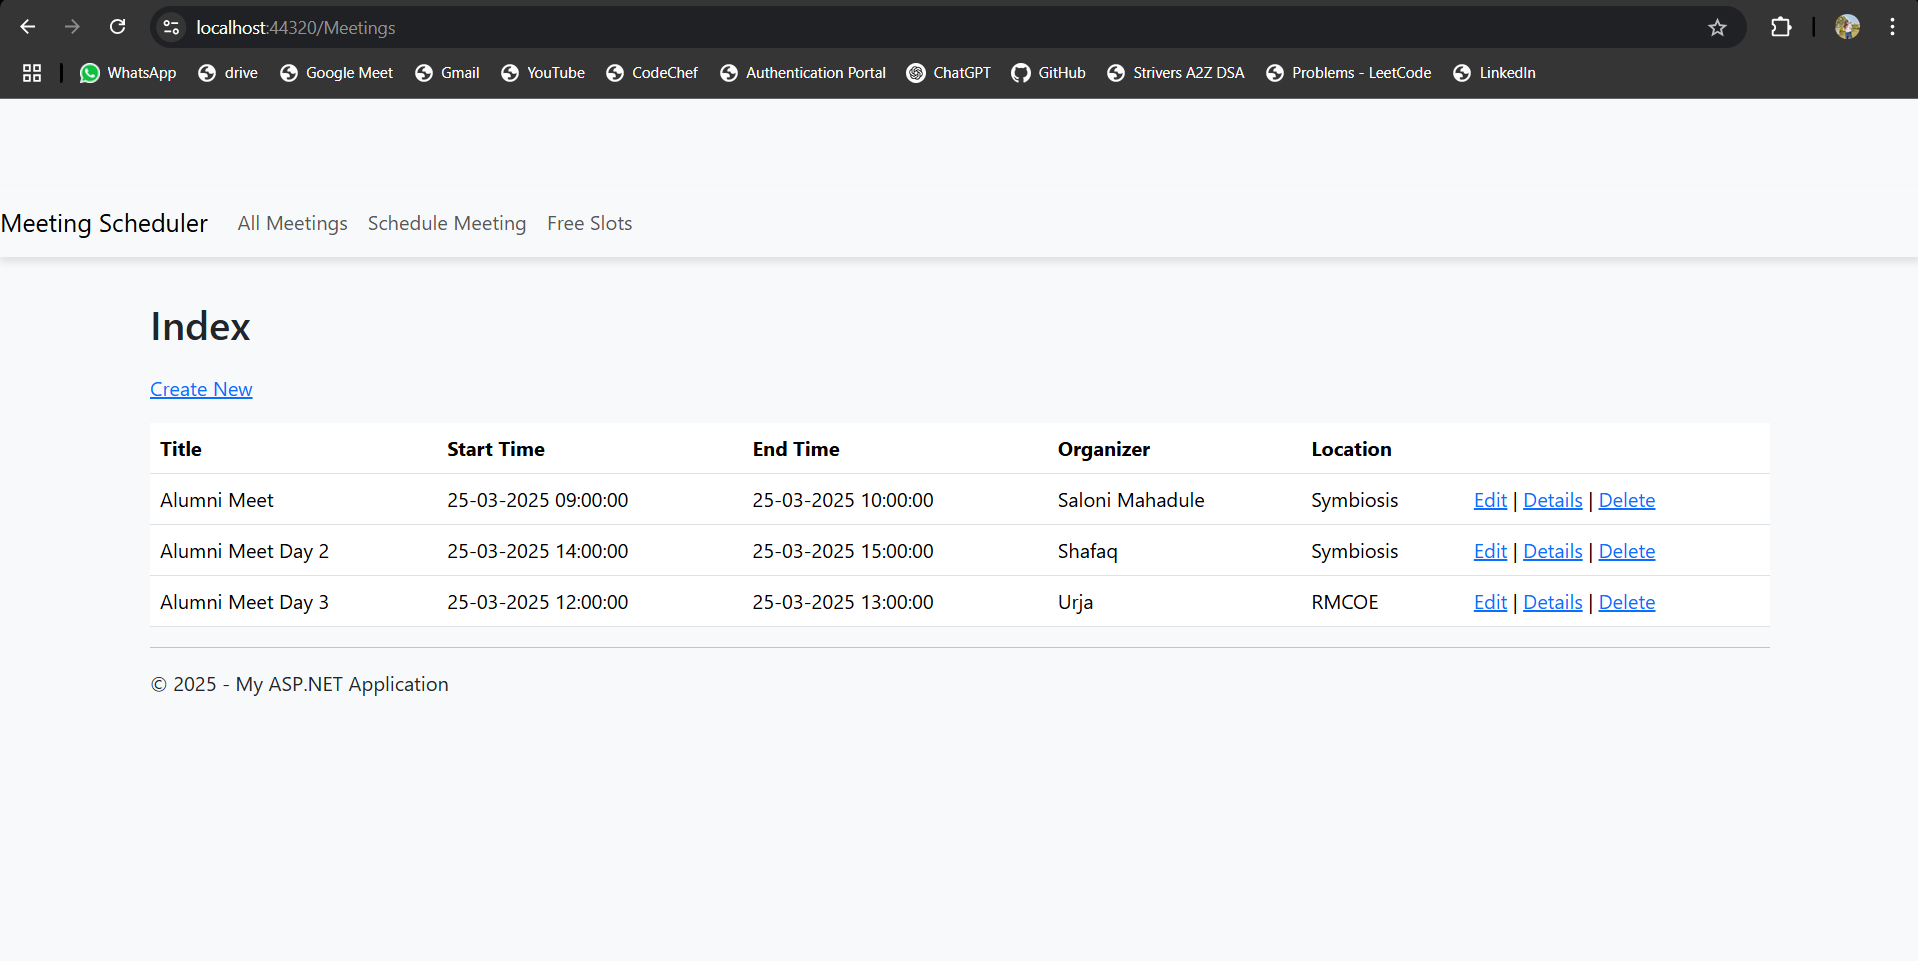 localhost:44320/Meetings
WhatsApp drive Google Meet Gmail YouTube CodeChef Authentication Portal ChatGPT GitHub Strivers A2Z DSA Problems - LeetCode LinkedIn
Meeting Scheduler All Meetings Schedule Meeting Free Slots
Index
Create New
Title Start Time End Time Organizer Location
Alumni Meet 25-03-2025 09:00:00 25-03-2025 10:00:00 Saloni Mahadule Symbiosis Edit | Details | Delete
Alumni Meet Day 2 25-03-2025 14:00:00 25-03-2025 15:00:00 Shafaq Symbiosis Edit | Details | Delete
Alumni Meet Day 3 25-03-2025 12:00:00 25-03-2025 13:00:00 Urja RMCOE Edit | Details | Delete
© 2025 - My ASP.NET Application